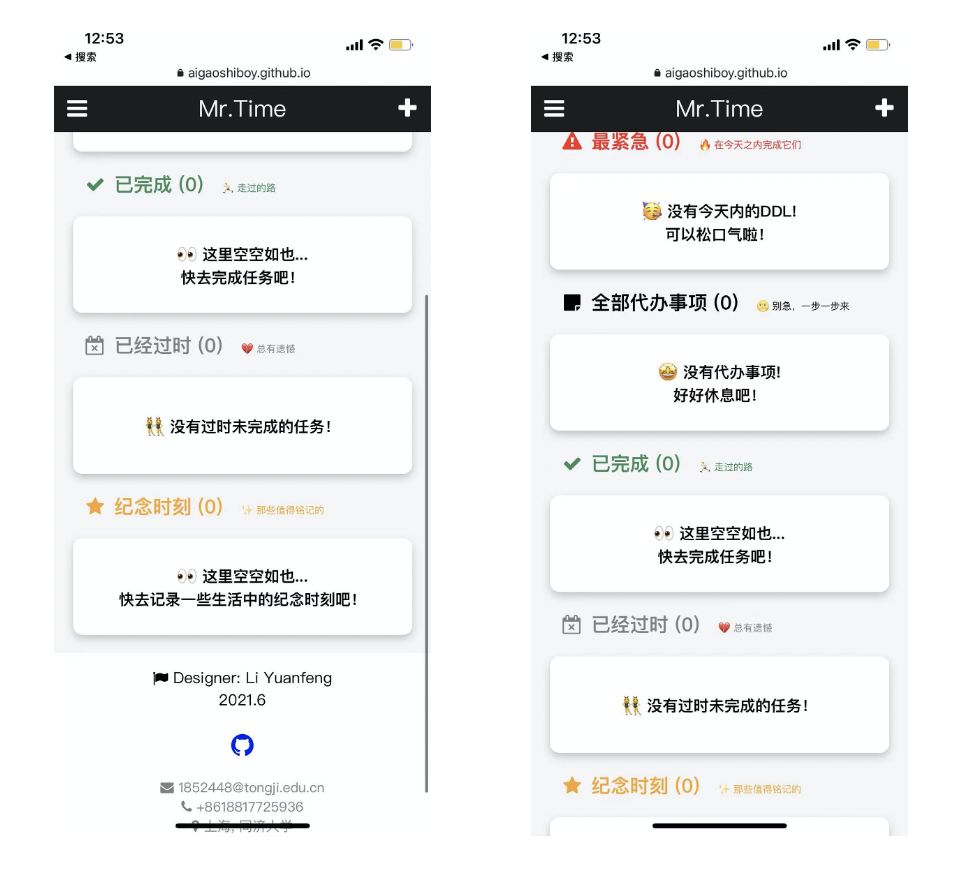 12:53
搜索
aigaoshiboy.github.io
Mr.Time
已完成 (0) 走过的路
这里空空如也...
快去完成任务吧！
已经过时 (0) 总有遗憾
没有过时未完成的任务！
纪念时刻 (0) 那些值得铭记的
这里空空如也...
快去记录一些生活中的纪念时刻吧！
Designer: Li Yuanfeng
2021.6
1852448@tongji.edu.cn
+8618817725936
上海, 同济大学
12:53
搜索
aigaoshiboy.github.io
Mr.Time
最紧急 (0) 在今天之内完成它们
没有今天内的DDL!
可以松口气啦！
全部代办事项 (0) 别急，一步一步来
没有代办事项!
好好休息吧！
已完成 (0) 走过的路
这里空空如也...
快去完成任务吧！
已经过时 (0) 总有遗憾
没有过时未完成的任务！
纪念时刻 (0) 那些值得铭记的